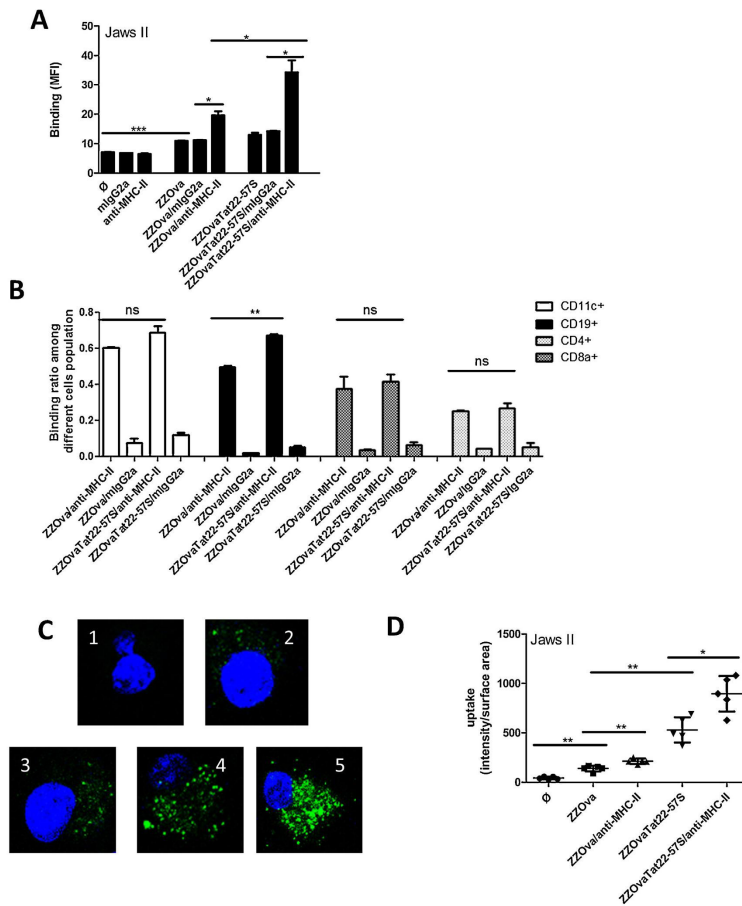 A
Jaws II
Binding (MFI)
50
40
30
20
10
0
***
*
*
*
Ø
mIgG2a
anti-MHC-II
ZZOva
ZZOva/mIgG2a
ZZOva/anti-MHC-II
ZZOvaTat22-57S
ZZOvaTat22-57S/mIgG2a
ZZOvaTat22-57S/anti-MHC-II
B
Binding ratio among
different cells population
0.8
0.6
0.4
0.2
0.0
ns
**
ns
ns
CD11c+
CD19+
CD4+
CD8a+
ZZOva/anti-MHC-II
ZZOva/mIgG2a
ZZOvaTat22-57S/anti-MHC-II
ZZOvaTat22-57S/mIgG2a
ZZOva/anti-MHC-II
ZZOva/mIgG2a
ZZOvaTat22-57S/anti-MHC-II
ZZOvaTat22-57S/mIgG2a
ZZOva/anti-MHC-II
ZZOva/mIgG2a
ZZOvaTat22-57S/anti-MHC-II
ZZOvaTat22-57S/mIgG2a
ZZOva/anti-MHC-II
ZZOva/IgG2a
ZZOvaTat22-57S/anti-MHC-II
ZZOvaTat22-57S/IgG2a
C
1
2
3
4
5
D
Jaws II
uptake
(intensity/surface area)
1500
1000
500
0
**
**
**
*
Ø
ZZOva
ZZOva/anti-MHC-II
ZZOvaTat22-57S
ZZOvaTat22-57S/anti-MHC-II